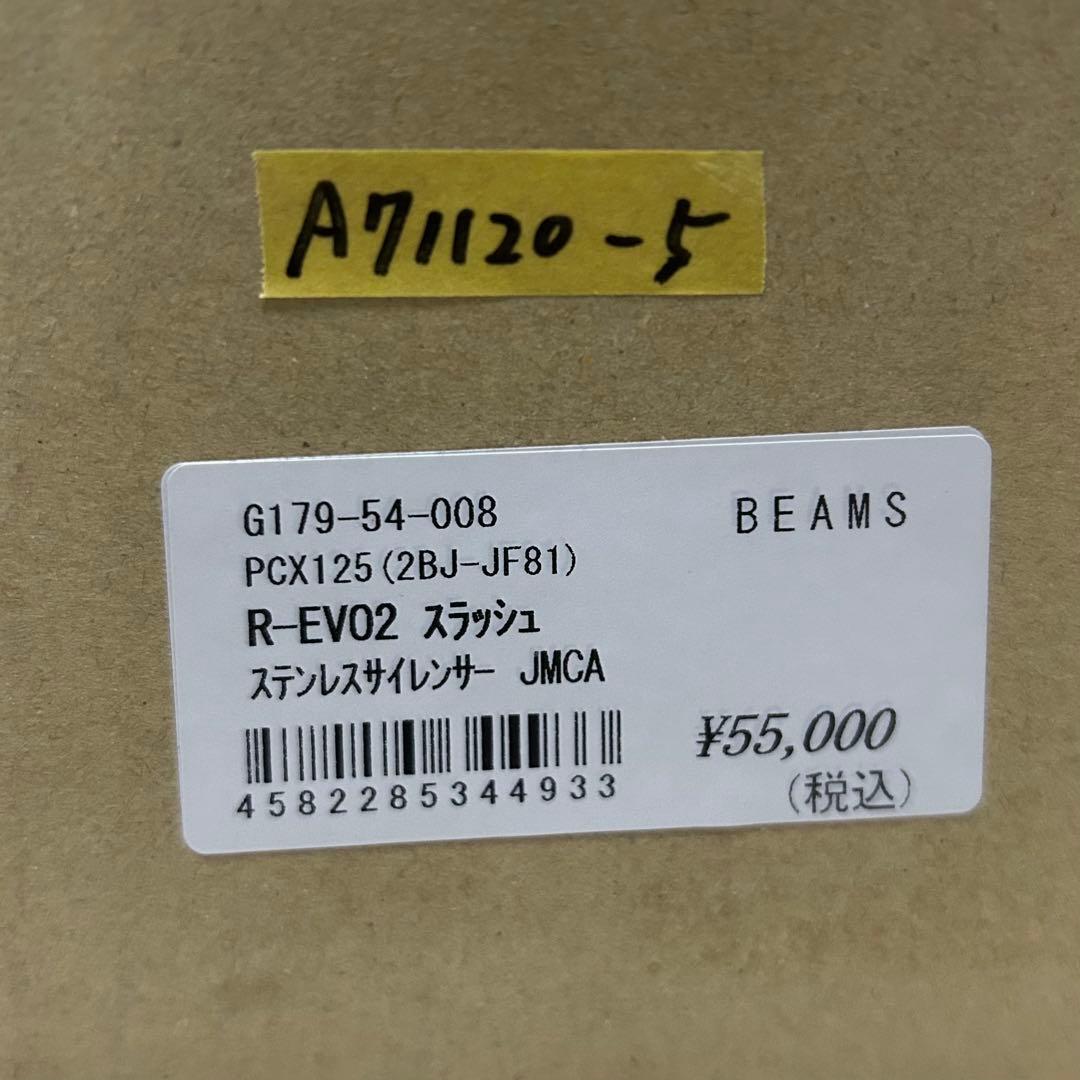 A71120-5
G179-54-008
BEAMS
PCX125(2BJ-JF81)
R-EVO2 ｽﾗｯｼｭ
ｽﾃﾝﾚｽｻｲﾚﾝｻｰ JMCA
4582285344933
¥55,000
(税込)